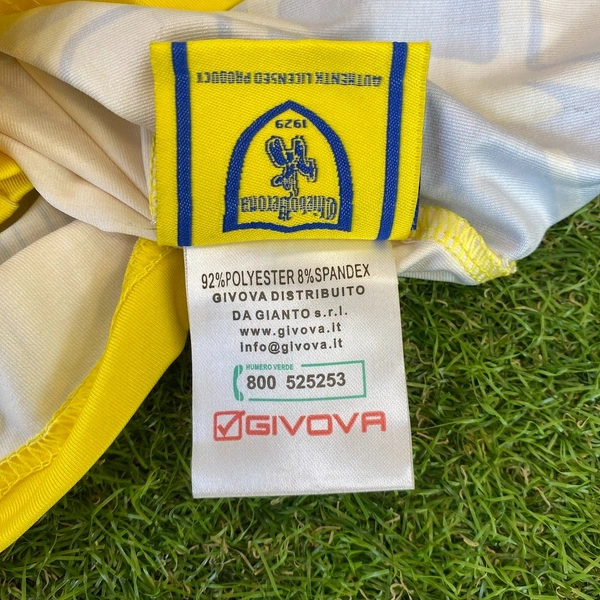 AUTHENTIK LICENSED PRODUCT
1929
ChievoVerona
92%POLYESTER 8%SPANDEX
GIVOVA DISTRIBUITO
DA GIANTO s.r.l.
www.givova.it
Info@givova.it
NUMERO VERDE
800 525253
GIVOVA